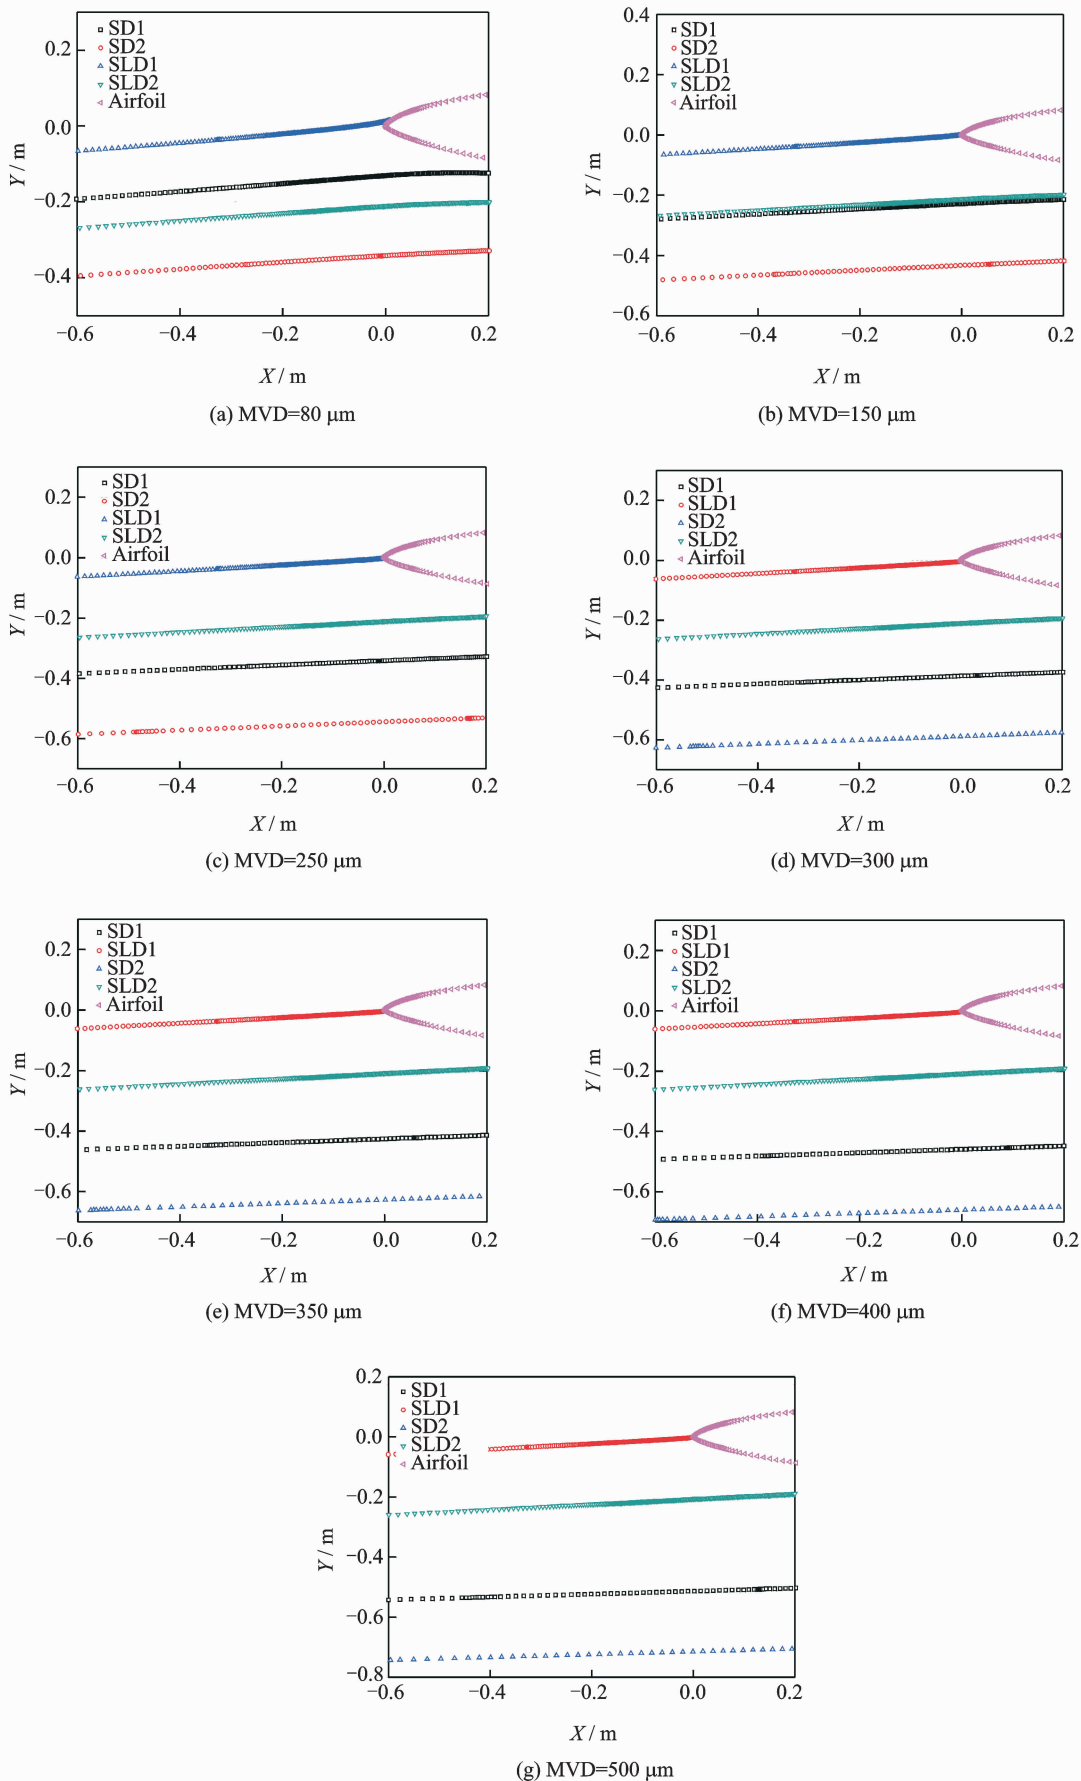 SD1
SD2
SLD1
SLD2
Airfoil
0.2
0.0
−0.2
−0.4
Y / m
−0.6
−0.4
−0.2
0.0
0.2
X / m
(a) MVD=80 μm
SD1
SD2
SLD1
SLD2
Airfoil
0.4
0.2
0.0
−0.2
−0.4
−0.6
Y / m
−0.6
−0.4
−0.2
0.0
0.2
X / m
(b) MVD=150 μm
SD1
SD2
SLD1
SLD2
Airfoil
0.2
0.0
−0.2
−0.4
−0.6
Y / m
−0.6
−0.4
−0.2
0.0
0.2
X / m
(c) MVD=250 μm
SD1
SLD1
SD2
SLD2
Airfoil
0.2
0.0
−0.2
−0.4
−0.6
Y / m
−0.6
−0.4
−0.2
0.0
0.2
X / m
(d) MVD=300 μm
SD1
SLD1
SD2
SLD2
Airfoil
0.2
0.0
−0.2
−0.4
−0.6
Y / m
−0.6
−0.4
−0.2
0.0
0.2
X / m
(e) MVD=350 μm
SD1
SLD1
SD2
SLD2
Airfoil
0.2
0.0
−0.2
−0.4
−0.6
Y / m
−0.6
−0.4
−0.2
0.0
0.2
X / m
(f) MVD=400 μm
SD1
SLD1
SD2
SLD2
Airfoil
0.2
0.0
−0.2
−0.4
−0.6
−0.8
Y / m
−0.6
−0.4
−0.2
0.0
0.2
X / m
(g) MVD=500 μm